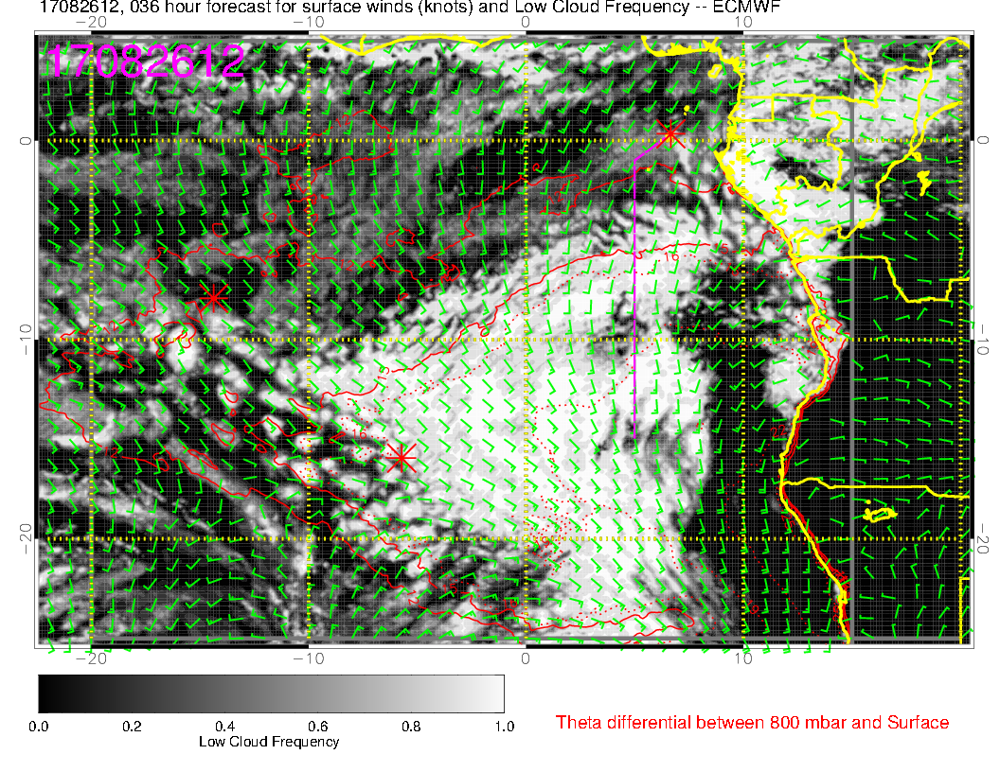 17082612, 036 hour forecast for surface winds (knots) and Low Cloud Frequency -- ECMWF
−20 −10 0 10
17082612
0 0
16
−10 −10
16
−20 −20
−20 −10 0 10
0.0 0.2 0.4 0.6 0.8 1.0
Low Cloud Frequency
Theta differential between 800 mbar and Surface